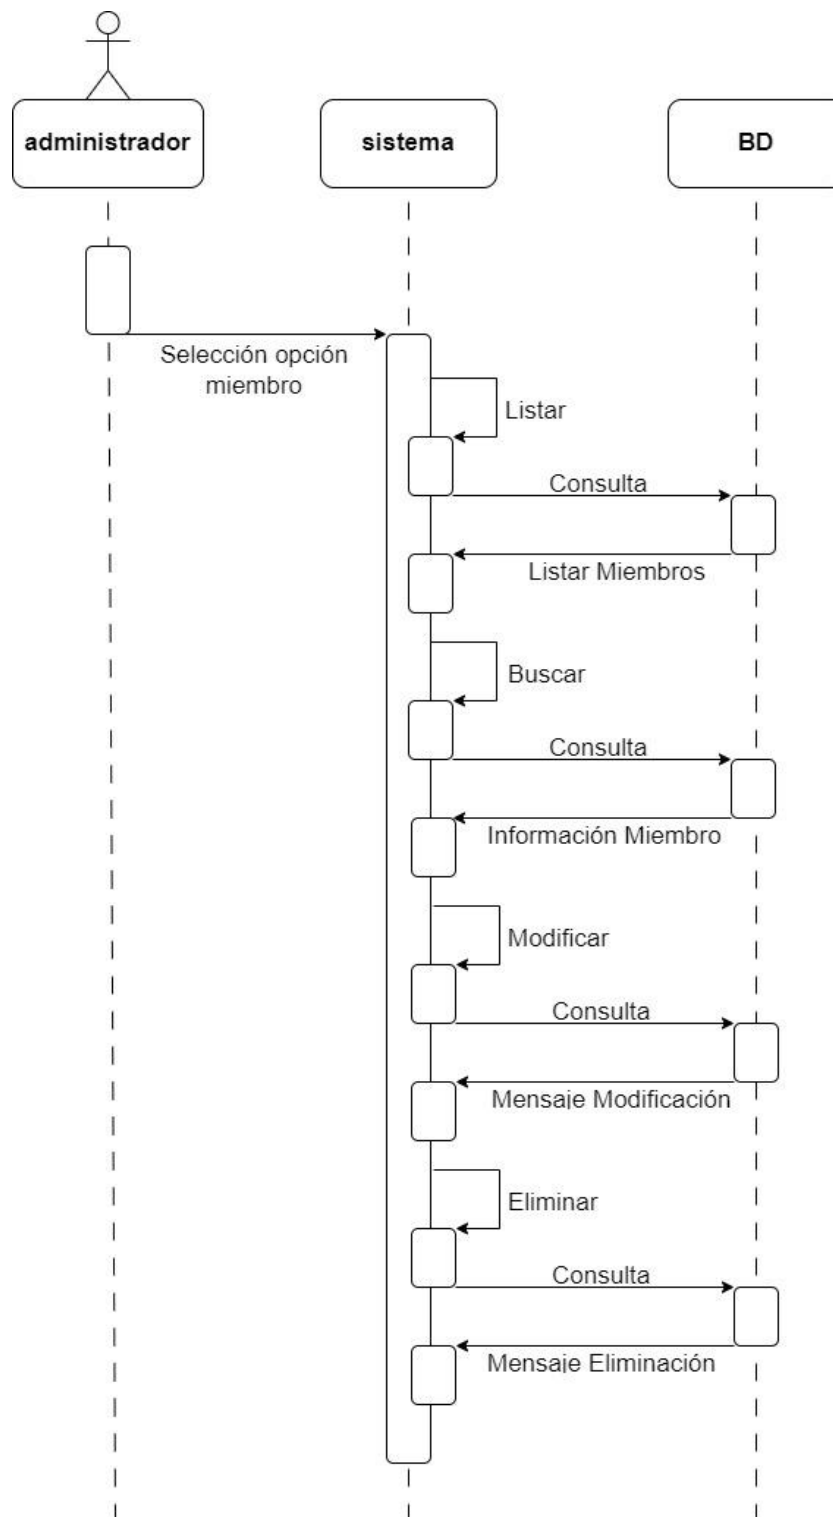 administrador
sistema
BD
Selección opción
miembro
Listar
Consulta
Listar Miembros
Buscar
Consulta
Información Miembro
Modificar
Consulta
Mensaje Modificación
Eliminar
Consulta
Mensaje Eliminación